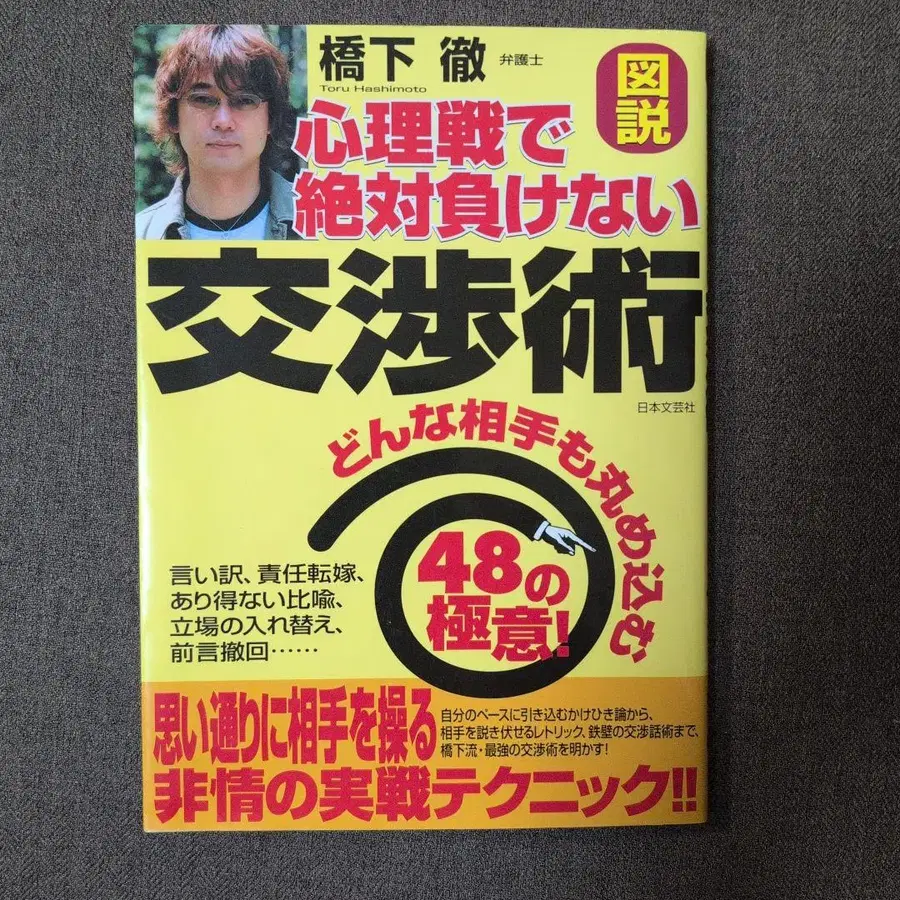 橋下 徹 弁護士
Toru Hashimoto
図説
心理戦で
絶対負けない
交渉術
日本文芸社
どんな相手も丸め込む
48の
極意!
言い訳、責任転嫁、
あり得ない比喩、
立場の入れ替え、
前言撤回……
思い通りに相手を操る
非情の実戦テクニック!!
自分のペースに引き込むかけひき論から、
相手を説き伏せるレトリック、鉄壁の交渉話術まで、
橋下流・最強の交渉術を明かす!